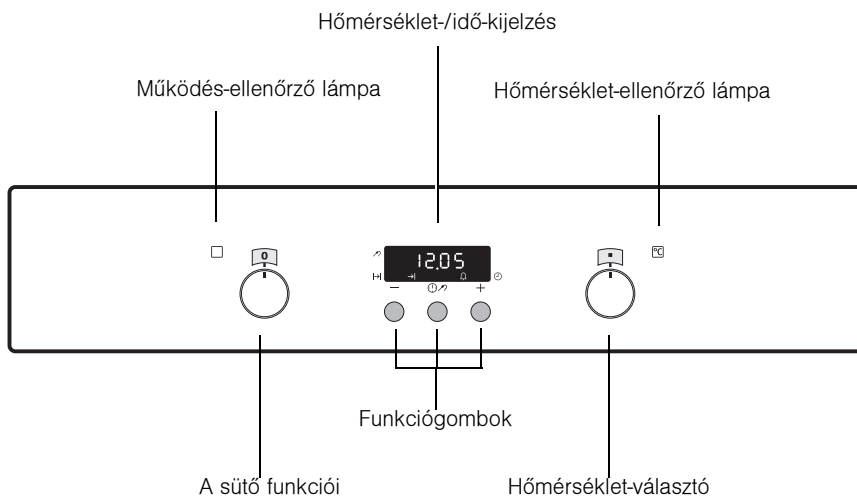 Hőmérséklet-/idő-kijelzés
Működés-ellenőrző lámpa
Hőmérséklet-ellenőrző lámpa
0
12.05
°C
Funkciógombok
A sütő funkciói
Hőmérséklet-választó